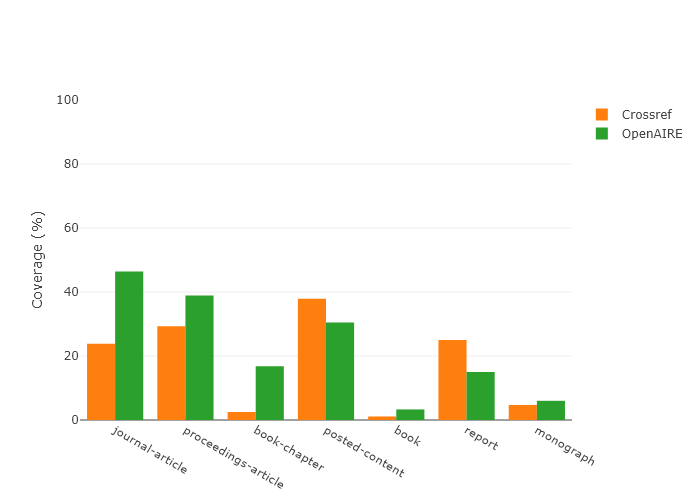 100
80
60
40
20
0
Coverage (%)
journal-article
proceedings-article
book-chapter
posted-content
book
report
monograph
Crossref
OpenAIRE